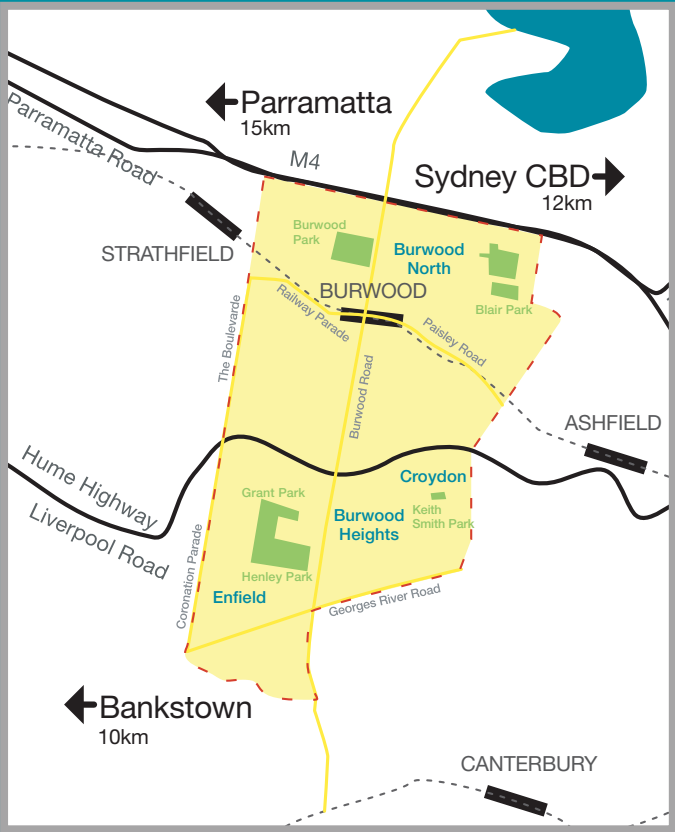 Parramatta
15km
Parramatta Road
M4
Sydney CBD
12km
STRATHFIELD
Burwood
Park
Burwood
North
BURWOOD
Blair Park
Railway Parade
Paisley Road
The Boulevarde
Burwood Road
ASHFIELD
Hume Highway
Liverpool Road
Croydon
Grant Park
Keith
Smith Park
Burwood
Heights
Coronation Parade
Henley Park
Enfield
Georges River Road
Bankstown
10km
CANTERBURY